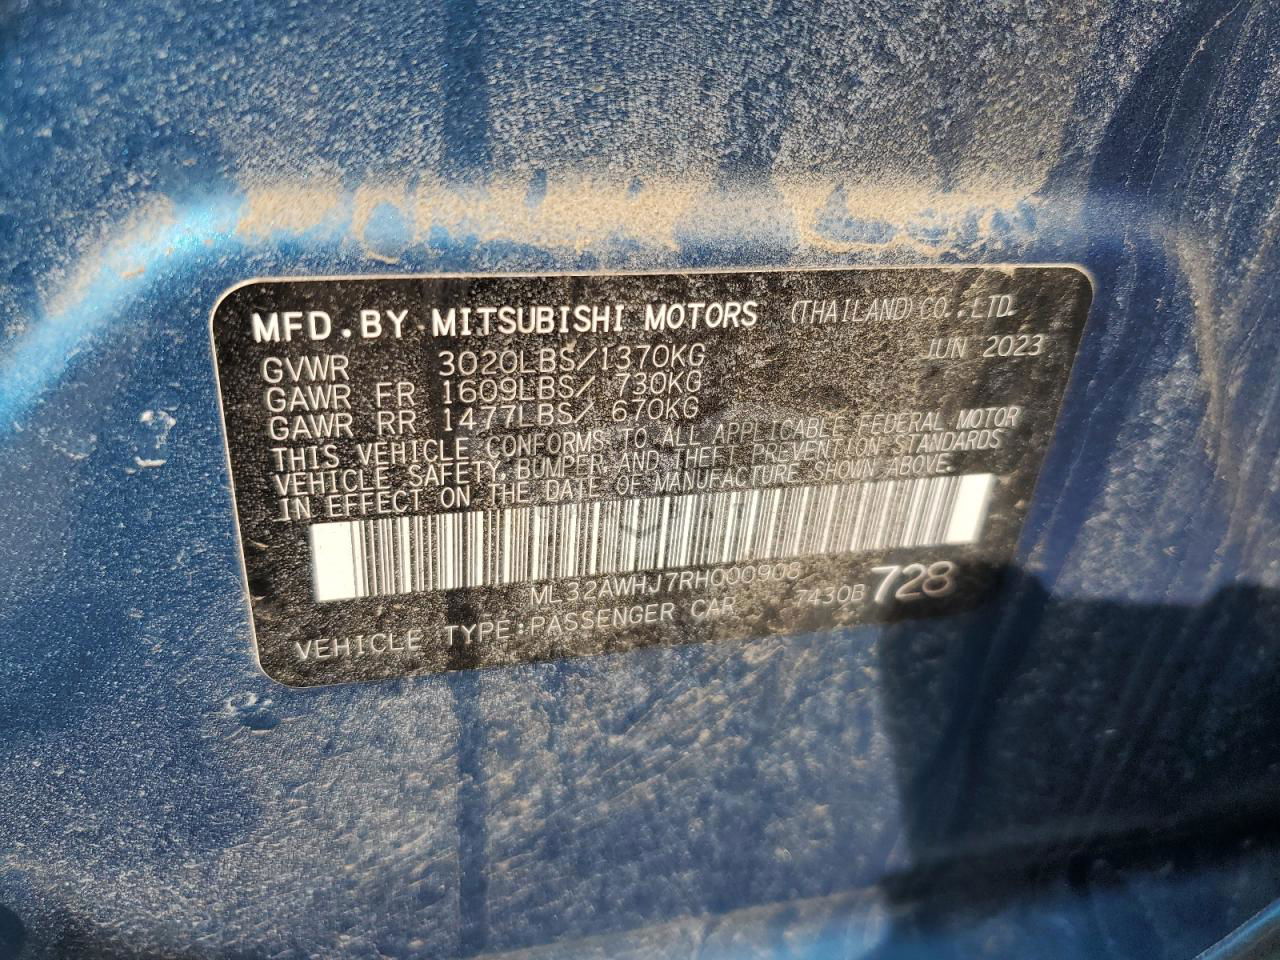 MFD.BY MITSUBISHI MOTORS (THAILAND) CO.,LTD.
GVWR 3020LBS/1370KG JUN 2023
GAWR FR 1609LBS/ 730KG
GAWR RR 1477LBS/ 670KG
THIS VEHICLE CONFORMS TO ALL APPLICABLE FEDERAL MOTOR
VEHICLE SAFETY,BUMPER,AND THEFT PREVENTION STANDARDS
IN EFFECT ON THE DATE OF MANUFACTURE SHOWN ABOVE.
ML32AWHJ7RH000908
VEHICLE TYPE:PASSENGER CAR 7430B 728